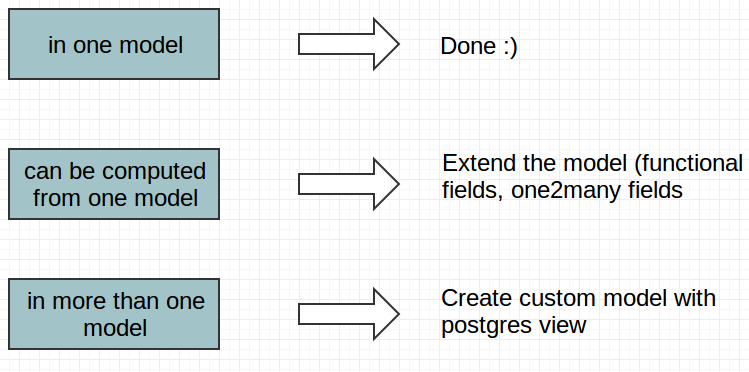 in one model
Done :)
can be computed
from one model
Extend the model (functional
fields, one2many fields
in more than one
model
Create custom model with
postgres view